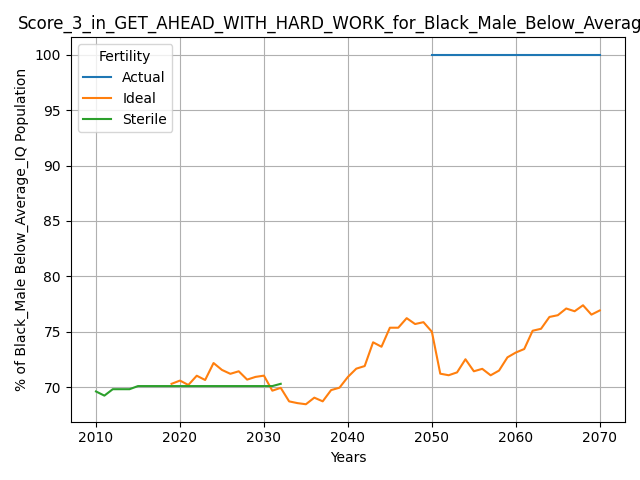 Score_3_in_GET_AHEAD_WITH_HARD_WORK_for_Black_Male_Below_Averag
Fertility
Actual
Ideal
Sterile
% of Black_Male Below_Average_IQ Population
100
95
90
85
80
75
70
2010 2020 2030 2040 2050 2060 2070
Years